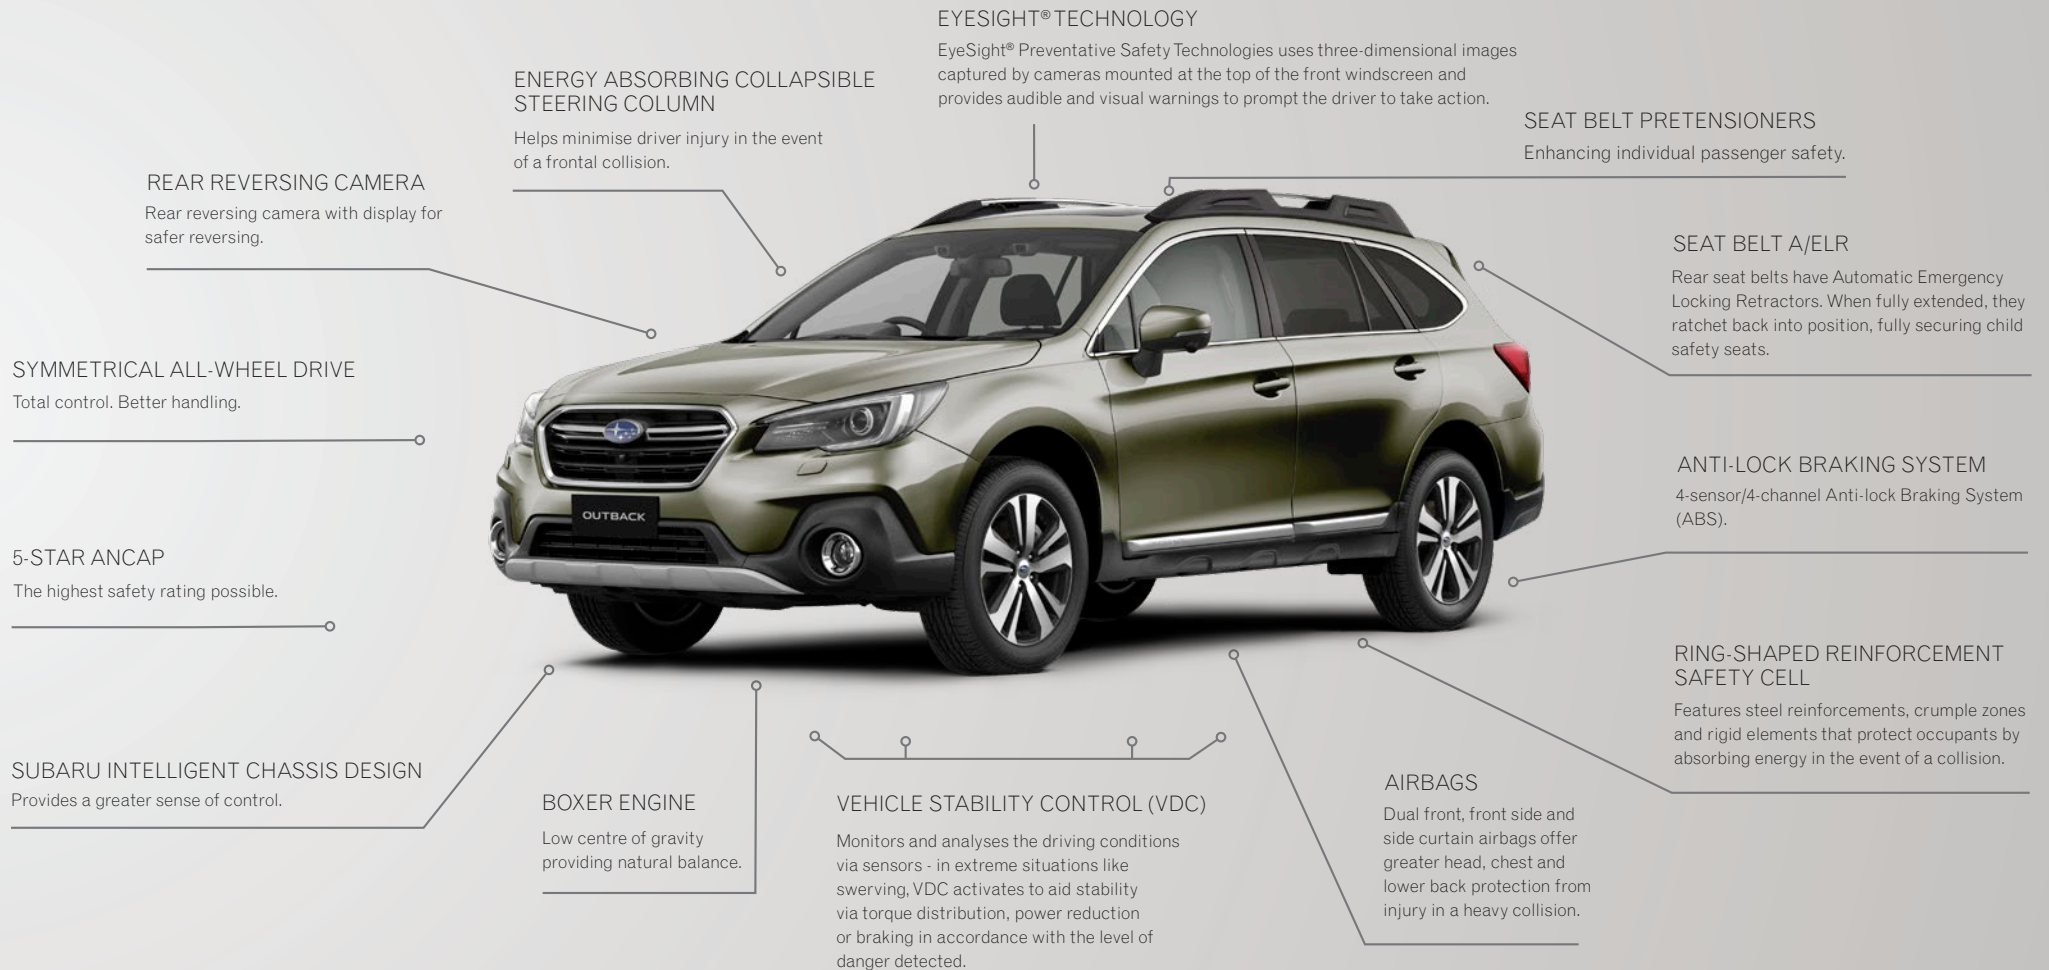 EYESIGHT® TECHNOLOGY
EyeSight® Preventative Safety Technologies uses three-dimensional images
captured by cameras mounted at the top of the front windscreen and
provides audible and visual warnings to prompt the driver to take action.
ENERGY ABSORBING COLLAPSIBLE
STEERING COLUMN
Helps minimise driver injury in the event
of a frontal collision.
SEAT BELT PRETENSIONERS
Enhancing individual passenger safety.
REAR REVERSING CAMERA
Rear reversing camera with display for
safer reversing.
SEAT BELT A/ELR
Rear seat belts have Automatic Emergency
Locking Retractors. When fully extended, they
ratchet back into position, fully securing child
safety seats.
SYMMETRICAL ALL-WHEEL DRIVE
Total control. Better handling.
ANTI-LOCK BRAKING SYSTEM
4-sensor/4-channel Anti-lock Braking System
(ABS).
OUTBACK
5-STAR ANCAP
The highest safety rating possible.
RING-SHAPED REINFORCEMENT
SAFETY CELL
Features steel reinforcements, crumple zones
and rigid elements that protect occupants by
absorbing energy in the event of a collision.
SUBARU INTELLIGENT CHASSIS DESIGN
Provides a greater sense of control.
BOXER ENGINE
Low centre of gravity
providing natural balance.
VEHICLE STABILITY CONTROL (VDC)
Monitors and analyses the driving conditions
via sensors - in extreme situations like
swerving, VDC activates to aid stability
via torque distribution, power reduction
or braking in accordance with the level of
danger detected.
AIRBAGS
Dual front, front side and
side curtain airbags offer
greater head, chest and
lower back protection from
injury in a heavy collision.